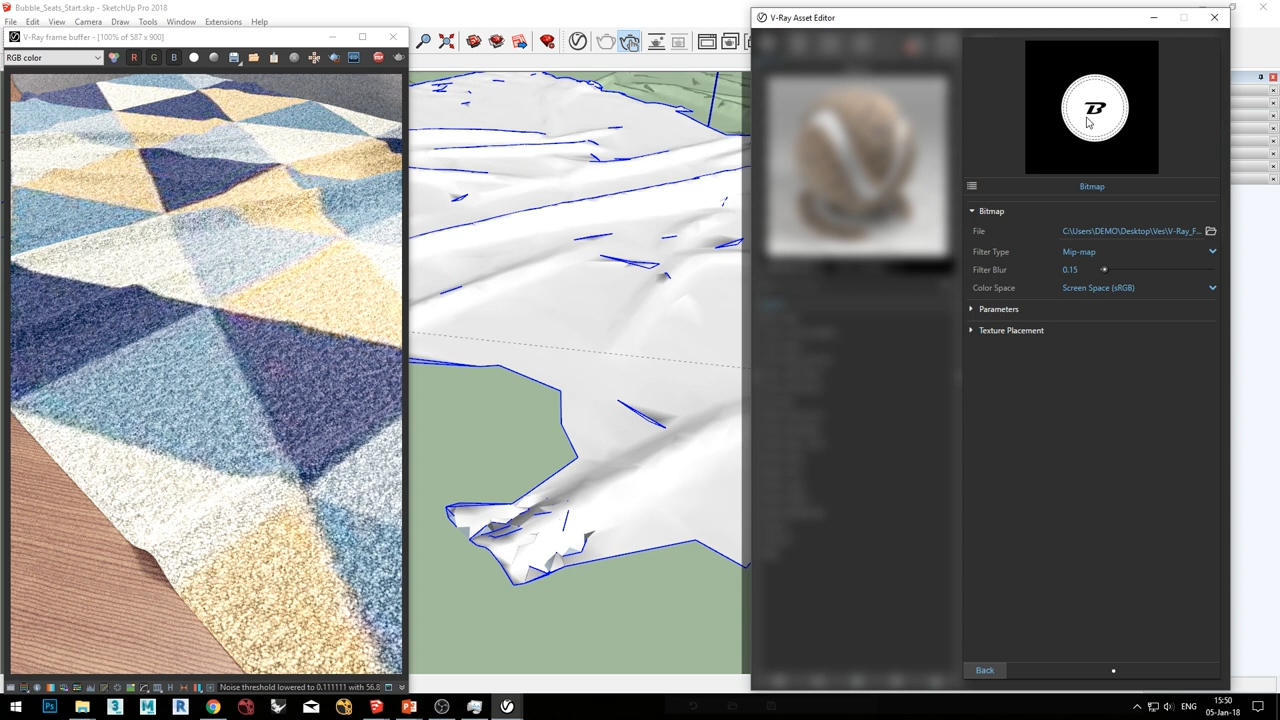 Bubble_Seats_Start.skp - SketchUp Pro 2018
File Edit View Camera Draw Tools Window Extensions Help
V-Ray frame buffer - [100% of 587 x 900]
RGB color
R G B
STOP
V-Ray Asset Editor
B
Bitmap
Bitmap
File C:\Users\DEMO\Desktop\Ves\V-Ray_F...
Filter Type Mip-map
Filter Blur 0.15
Color Space Screen Space (sRGB)
Parameters
Texture Placement
Back
Noise threshold lowered to 0.111111 with 56.8
Ps 3 M R
ENG
15:50
05-Jan-18